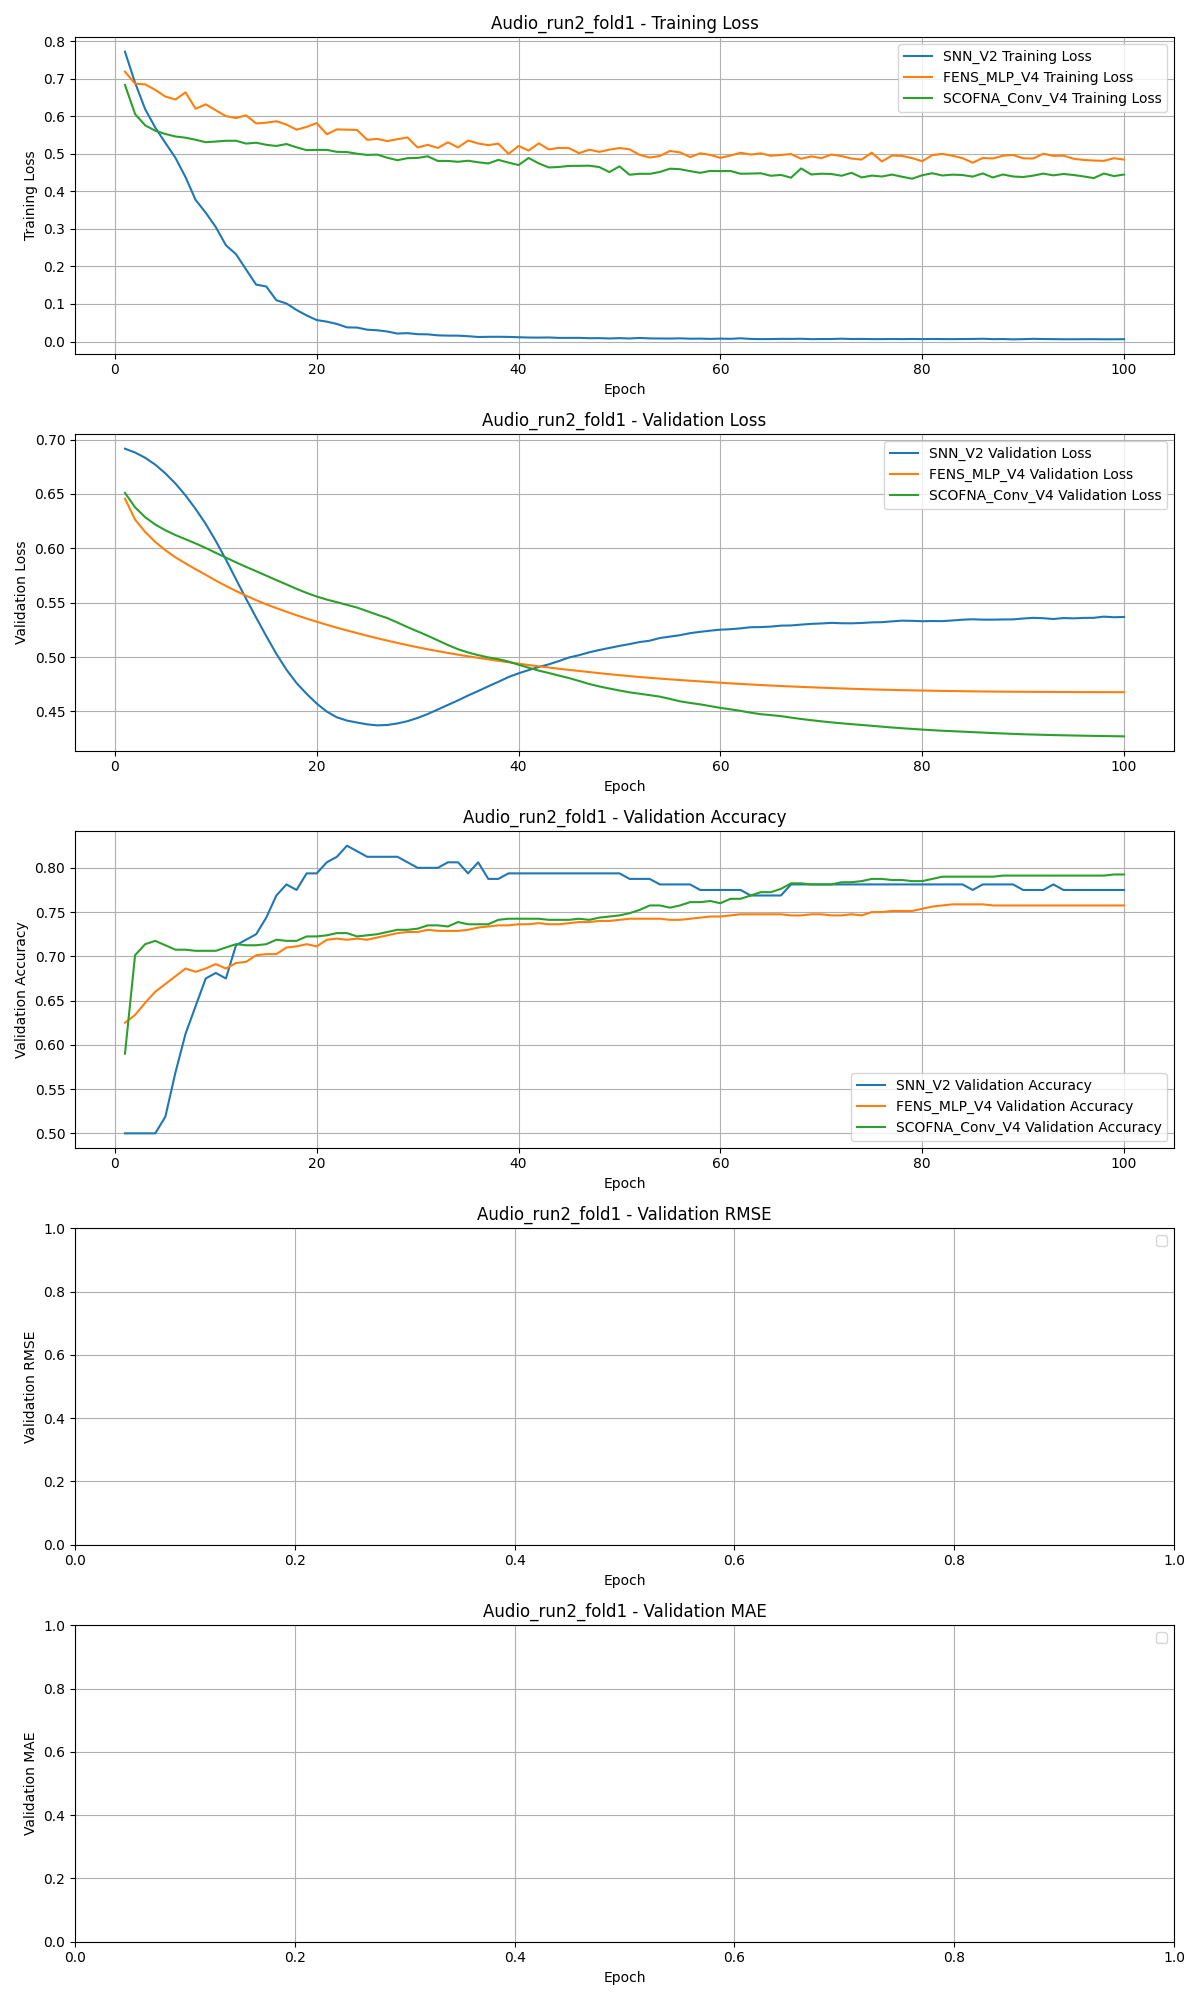 Audio_run2_fold1 - Training Loss
0.8
0.7
0.6
0.5
0.4
0.3
0.2
0.1
0.0
Training Loss
SNN_V2 Training Loss
FENS_MLP_V4 Training Loss
SCOFNA_Conv_V4 Training Loss
0 20 40 60 80 100
Epoch
Audio_run2_fold1 - Validation Loss
0.70
0.65
0.60
0.55
0.50
0.45
Validation Loss
SNN_V2 Validation Loss
FENS_MLP_V4 Validation Loss
SCOFNA_Conv_V4 Validation Loss
0 20 40 60 80 100
Epoch
Audio_run2_fold1 - Validation Accuracy
0.80
0.75
0.70
0.65
0.60
0.55
0.50
Validation Accuracy
SNN_V2 Validation Accuracy
FENS_MLP_V4 Validation Accuracy
SCOFNA_Conv_V4 Validation Accuracy
0 20 40 60 80 100
Epoch
Audio_run2_fold1 - Validation RMSE
1.0
0.8
0.6
0.4
0.2
0.0
Validation RMSE
0.0 0.2 0.4 0.6 0.8 1.0
Epoch
Audio_run2_fold1 - Validation MAE
1.0
0.8
0.6
0.4
0.2
0.0
Validation MAE
0.0 0.2 0.4 0.6 0.8 1.0
Epoch